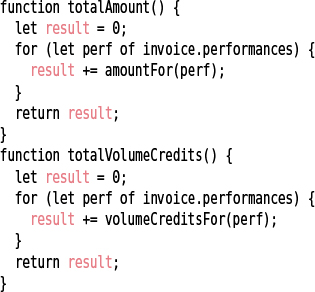 function totalAmount() {
  let result = 0;
  for (let perf of invoice.performances) {
    result += amountFor(perf);
  }
  return result;
}
function totalVolumeCredits() {
  let result = 0;
  for (let perf of invoice.performances) {
    result += volumeCreditsFor(perf);
  }
  return result;
}